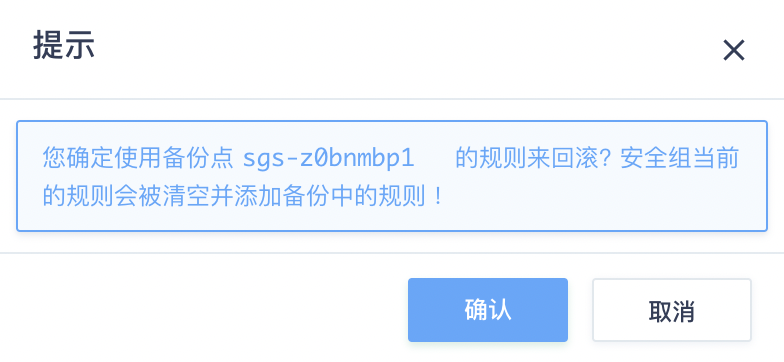 提示
您确定使用备份点 sgs-z0bnmbp1 的规则来回滚？安全组当前
的规则会被清空并添加备份中的规则！
确认
取消